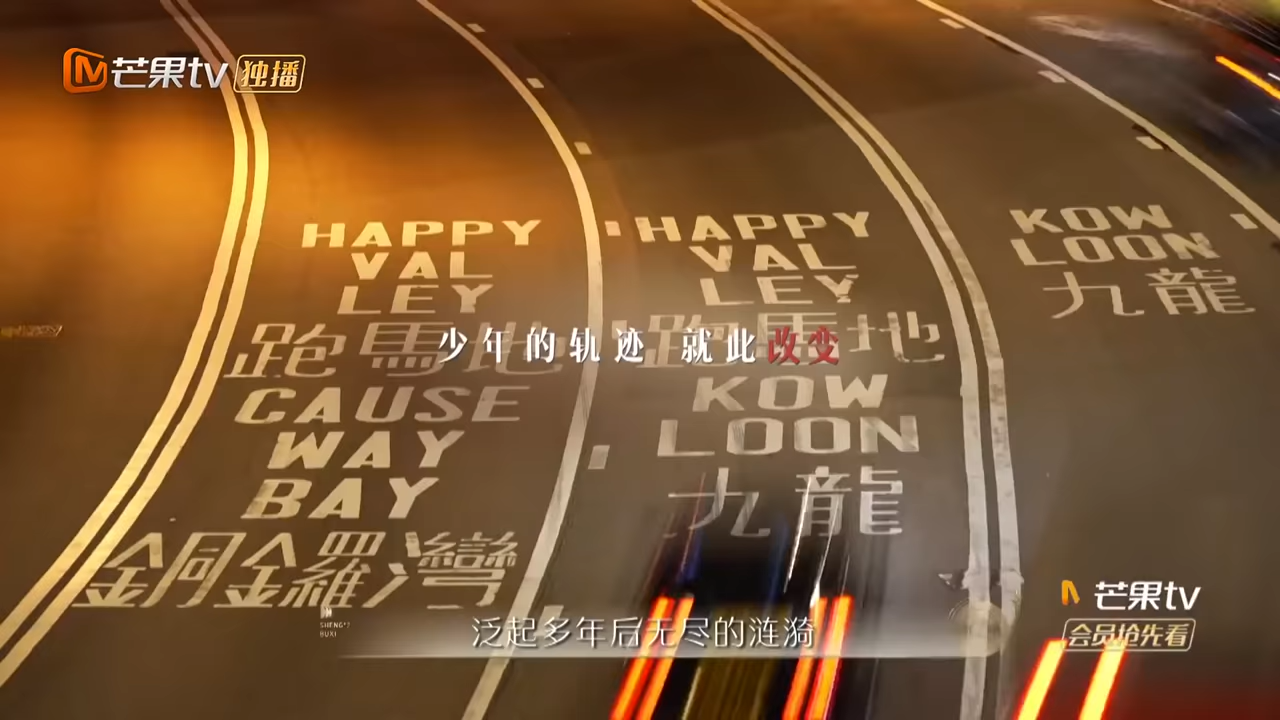 芒果tv 独播
HAPPY
VAL
LEY
跑馬地
CAUSE
WAY
BAY
銅鑼灣
HAPPY
VAL
LEY
跑馬地
KOW
LOON
九龍
KOW
LOON
九龍
少年的轨迹 就此改变
SHENG*
BUXI
泛起多年后无尽的涟漪
芒果tv
会员抢先看